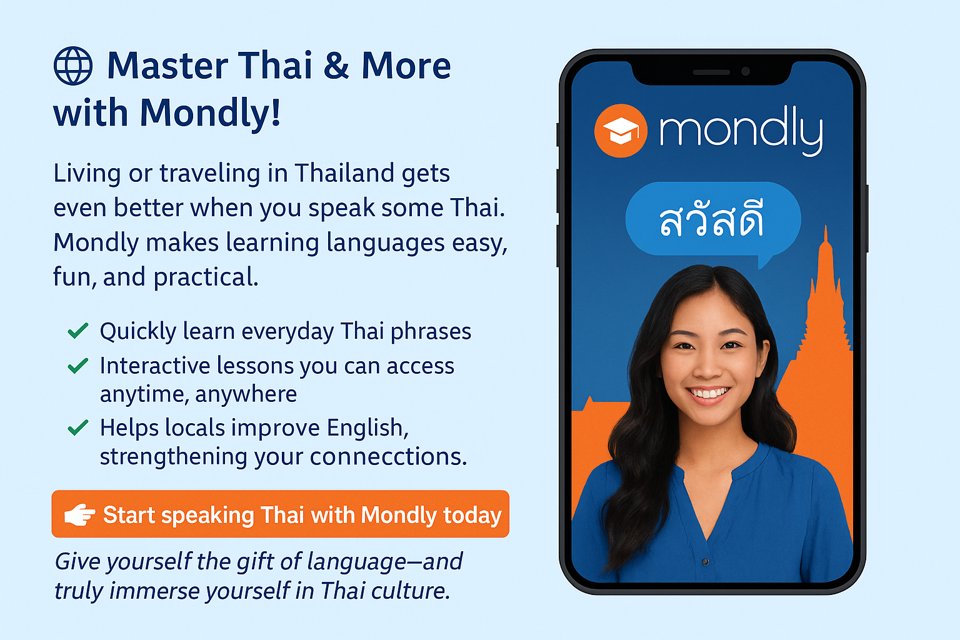 Master Thai & More
with Mondly!
Living or traveling in Thailand gets
even better when you speak some Thai.
Mondly makes learning languages easy,
fun, and practical.
Quickly learn everyday Thai phrases
Interactive lessons you can access
anytime, anywhere
Helps locals improve English,
strengthening your connecctions.
Start speaking Thai with Mondly today
Give yourself the gift of language—and
truly immerse yourself in Thai culture.
mondly
สวัสดี